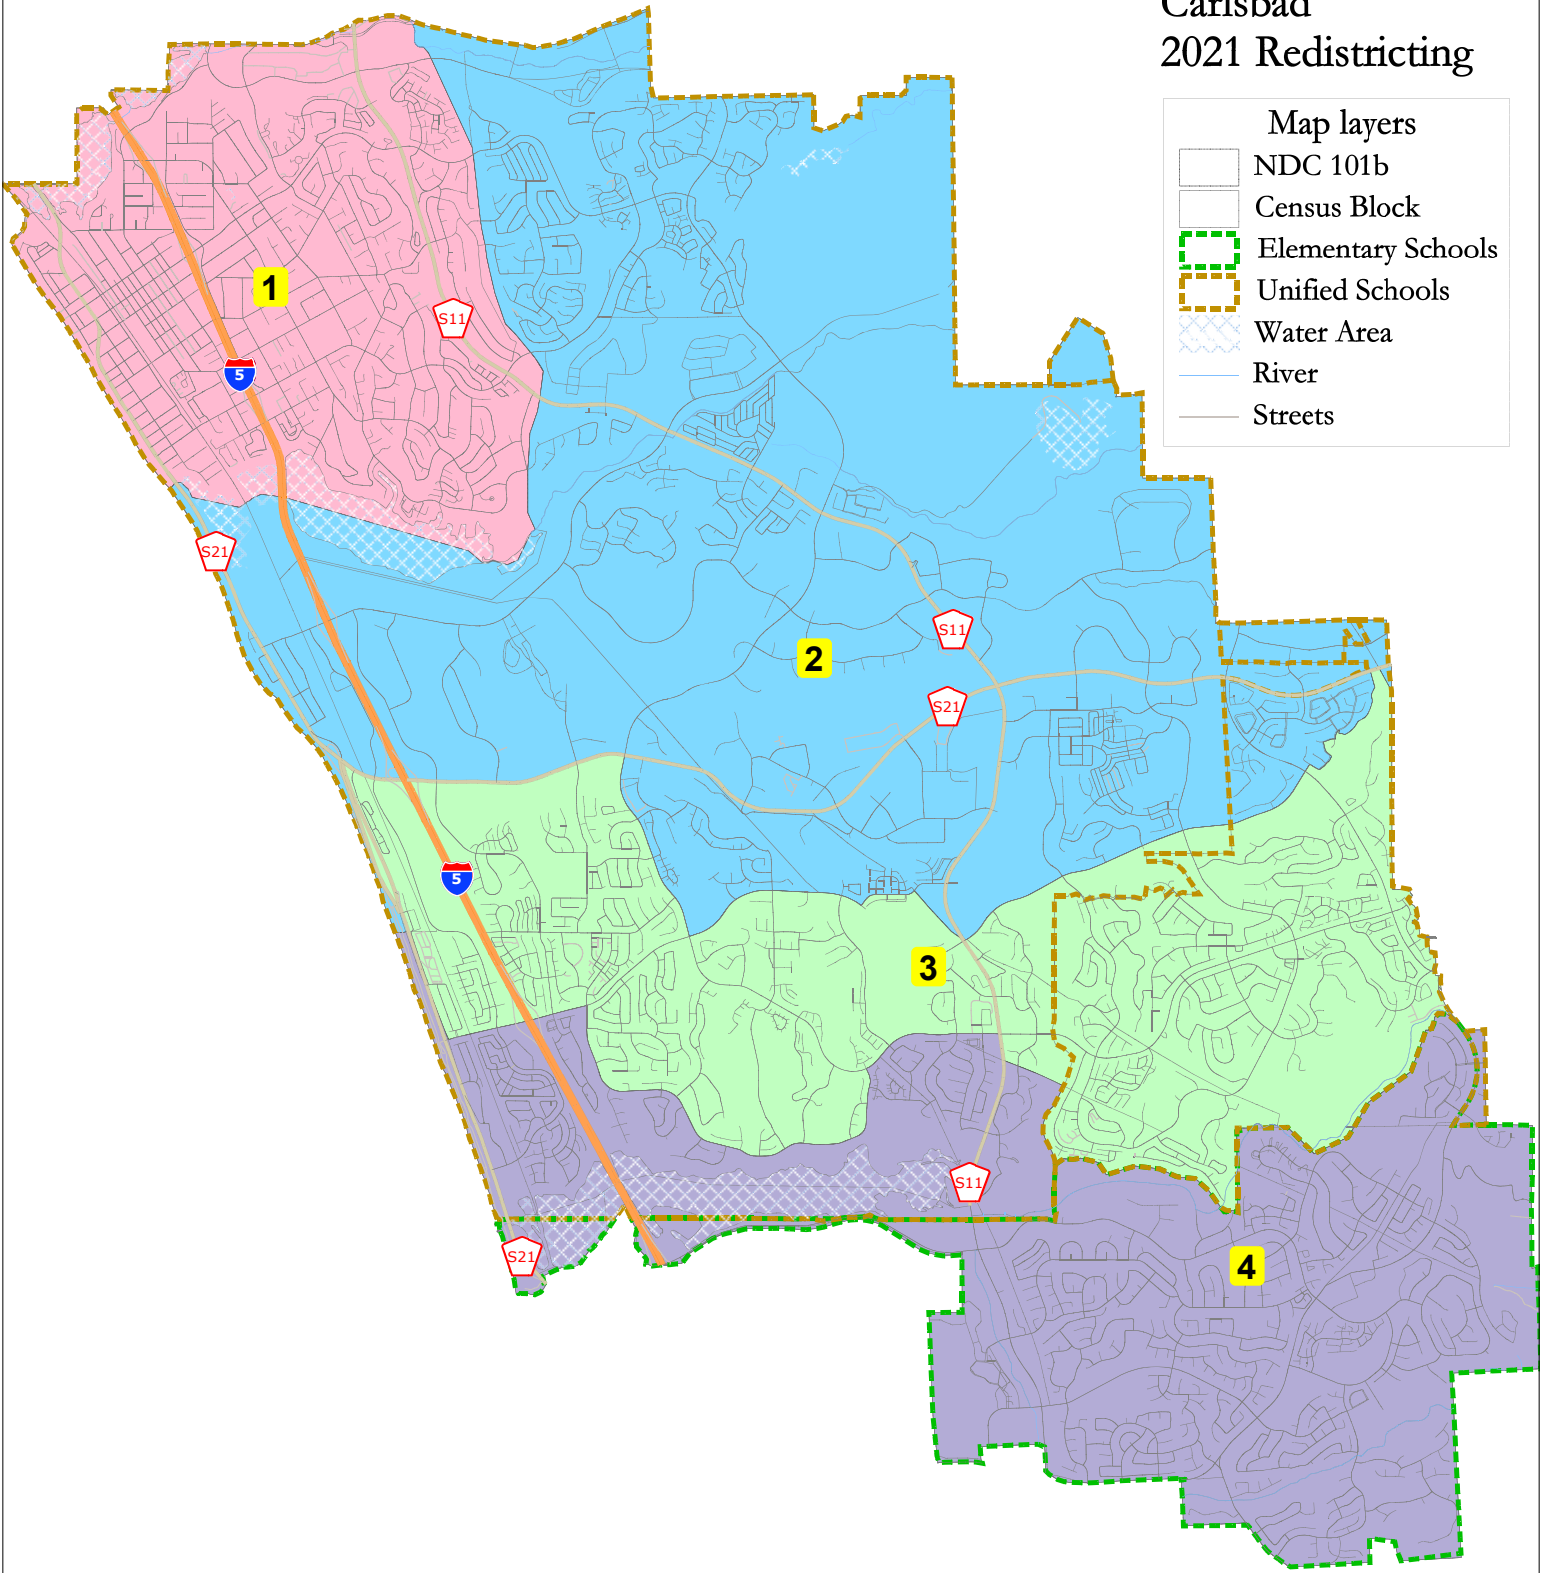 Carlsbad
2021 Redistricting
Map layers
NDC 101b
Census Block
Elementary Schools
Unified Schools
Water Area
River
Streets
1
S11
5
S21
S11
2
S21
5
3
S11
S21
4